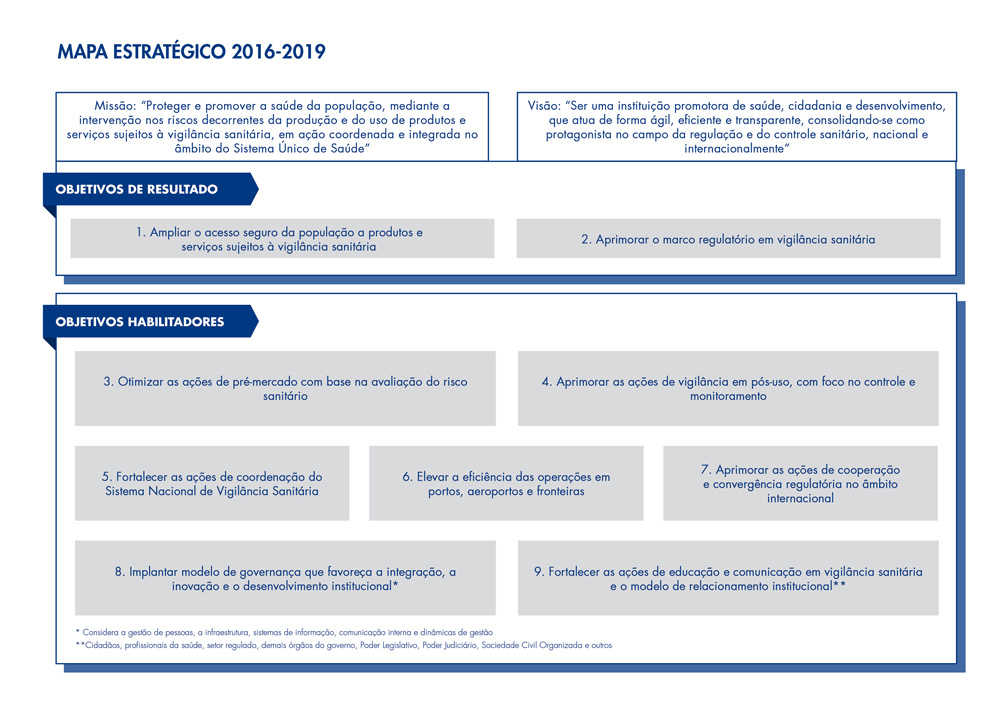 MAPA ESTRATÉGICO 2016-2019
Missão: “Proteger e promover a saúde da população, mediante a
intervenção nos riscos decorrentes da produção e do uso de produtos e
serviços sujeitos à vigilância sanitária, em ação coordenada e integrada no
âmbito do Sistema Único de Saúde”
Visão: “Ser uma instituição promotora de saúde, cidadania e desenvolvimento,
que atua de forma ágil, eficiente e transparente, consolidando-se como
protagonista no campo da regulação e do controle sanitário, nacional e
internacionalmente”
OBJETIVOS DE RESULTADO
1. Ampliar o acesso seguro da população a produtos e
serviços sujeitos à vigilância sanitária
2. Aprimorar o marco regulatório em vigilância sanitária
OBJETIVOS HABILITADORES
3. Otimizar as ações de pré-mercado com base na avaliação do risco
sanitário
4. Aprimorar as ações de vigilância em pós-uso, com foco no controle e
monitoramento
5. Fortalecer as ações de coordenação do
Sistema Nacional de Vigilância Sanitária
6. Elevar a eficiência das operações em
portos, aeroportos e fronteiras
7. Aprimorar as ações de cooperação
e convergência regulatória no âmbito
internacional
8. Implantar modelo de governança que favoreça a integração, a
inovação e o desenvolvimento institucional*
9. Fortalecer as ações de educação e comunicação em vigilância sanitária
e o modelo de relacionamento institucional**
* Considera a gestão de pessoas, a infraestrutura, sistemas de informação, comunicação interna e dinâmicas de gestão
**Cidadãos, profissionais da saúde, setor regulado, demais órgãos do governo, Poder Legislativo, Poder Judiciário, Sociedade Civil Organizada e outros